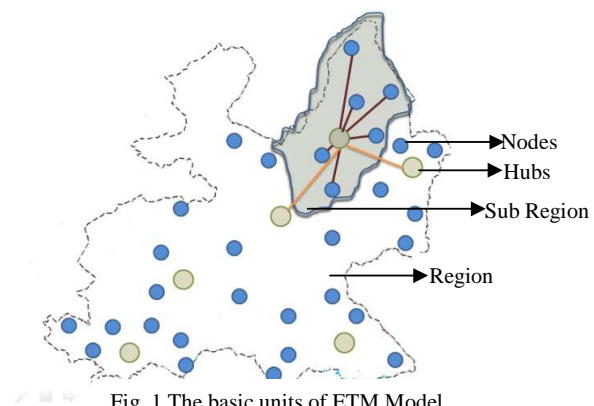 Nodes
Hubs
Sub Region
Region
Fig. 1 The basic units of ETM Model